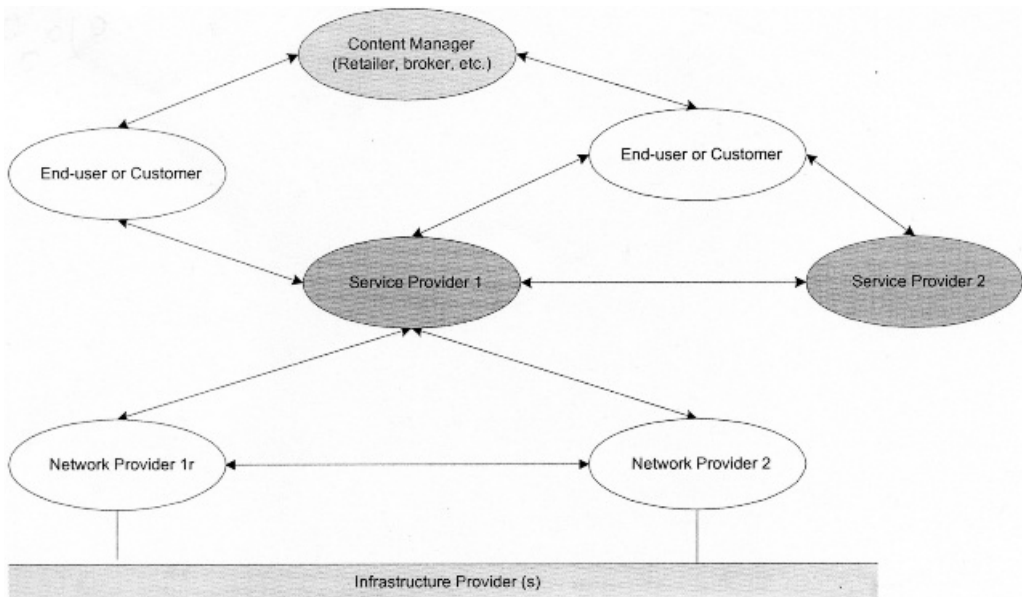 Content Manager
(Retailer, broker, etc.)
End-user or Customer
End-user or Customer
Service Provider 1
Service Provider 2
Network Provider 1r
Network Provider 2
Infrastructure Provider (s)